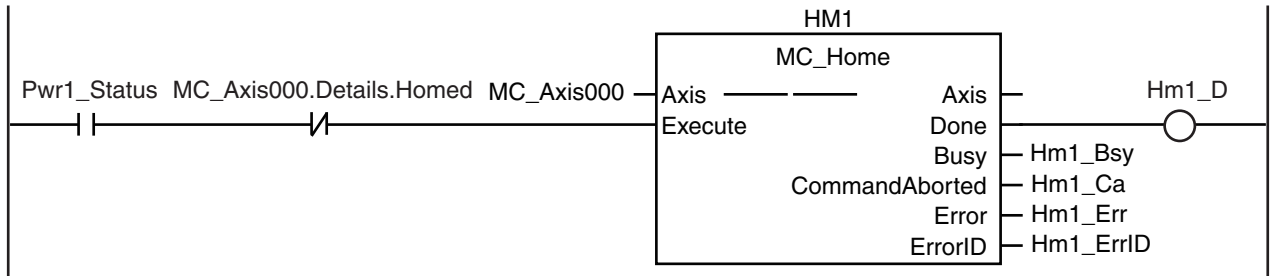 HM1
MC_Home
Pwr1_Status MC_Axis000.Details.Homed MC_Axis000 Axis Axis Hm1_D
Execute Done
Busy Hm1_Bsy
CommandAborted Hm1_Ca
Error Hm1_Err
ErrorID Hm1_ErrID